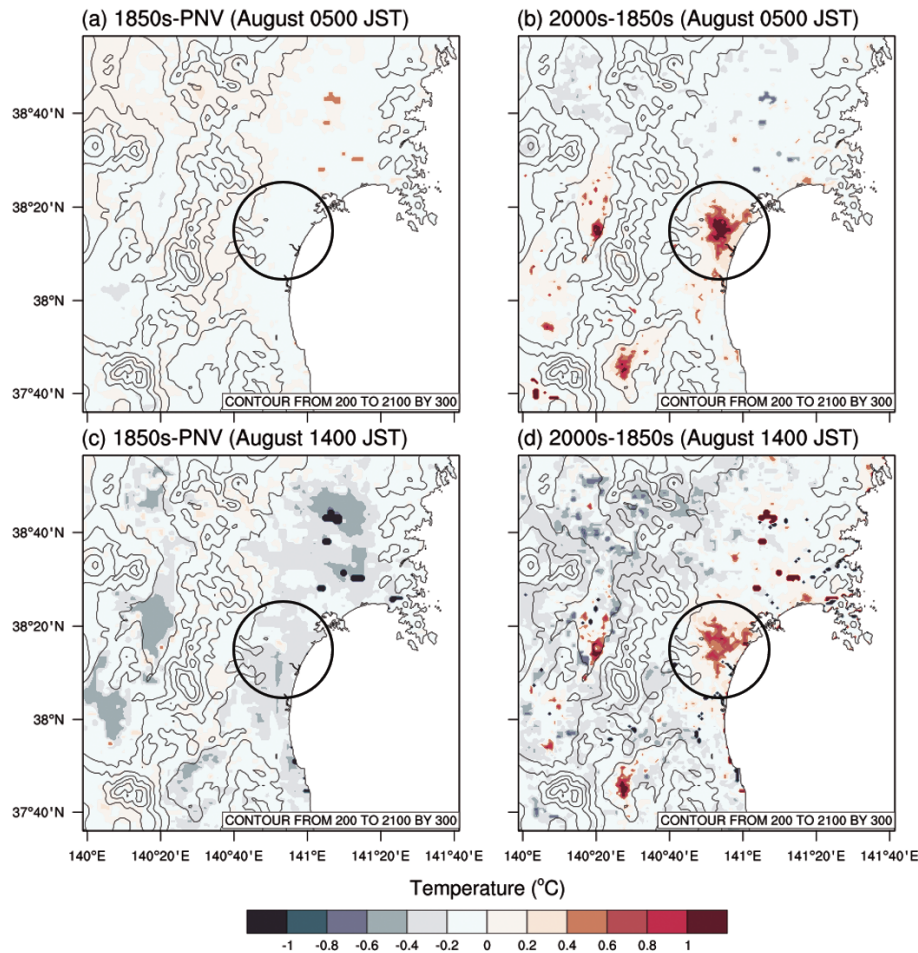 (a) 1850s-PNV (August 0500 JST)
(b) 2000s-1850s (August 0500 JST)
38°40'N
38°20'N
38°N
37°40'N
CONTOUR FROM 200 TO 2100 BY 300
CONTOUR FROM 200 TO 2100 BY 300
(c) 1850s-PNV (August 1400 JST)
(d) 2000s-1850s (August 1400 JST)
38°40'N
38°20'N
38°N
37°40'N
CONTOUR FROM 200 TO 2100 BY 300
CONTOUR FROM 200 TO 2100 BY 300
140°E 140°20'E 140°40'E 141°E 141°20'E 141°40'E
140°E 140°20'E 140°40'E 141°E 141°20'E 141°40'E
Temperature (°C)
-1 -0.8 -0.6 -0.4 -0.2 0 0.2 0.4 0.6 0.8 1